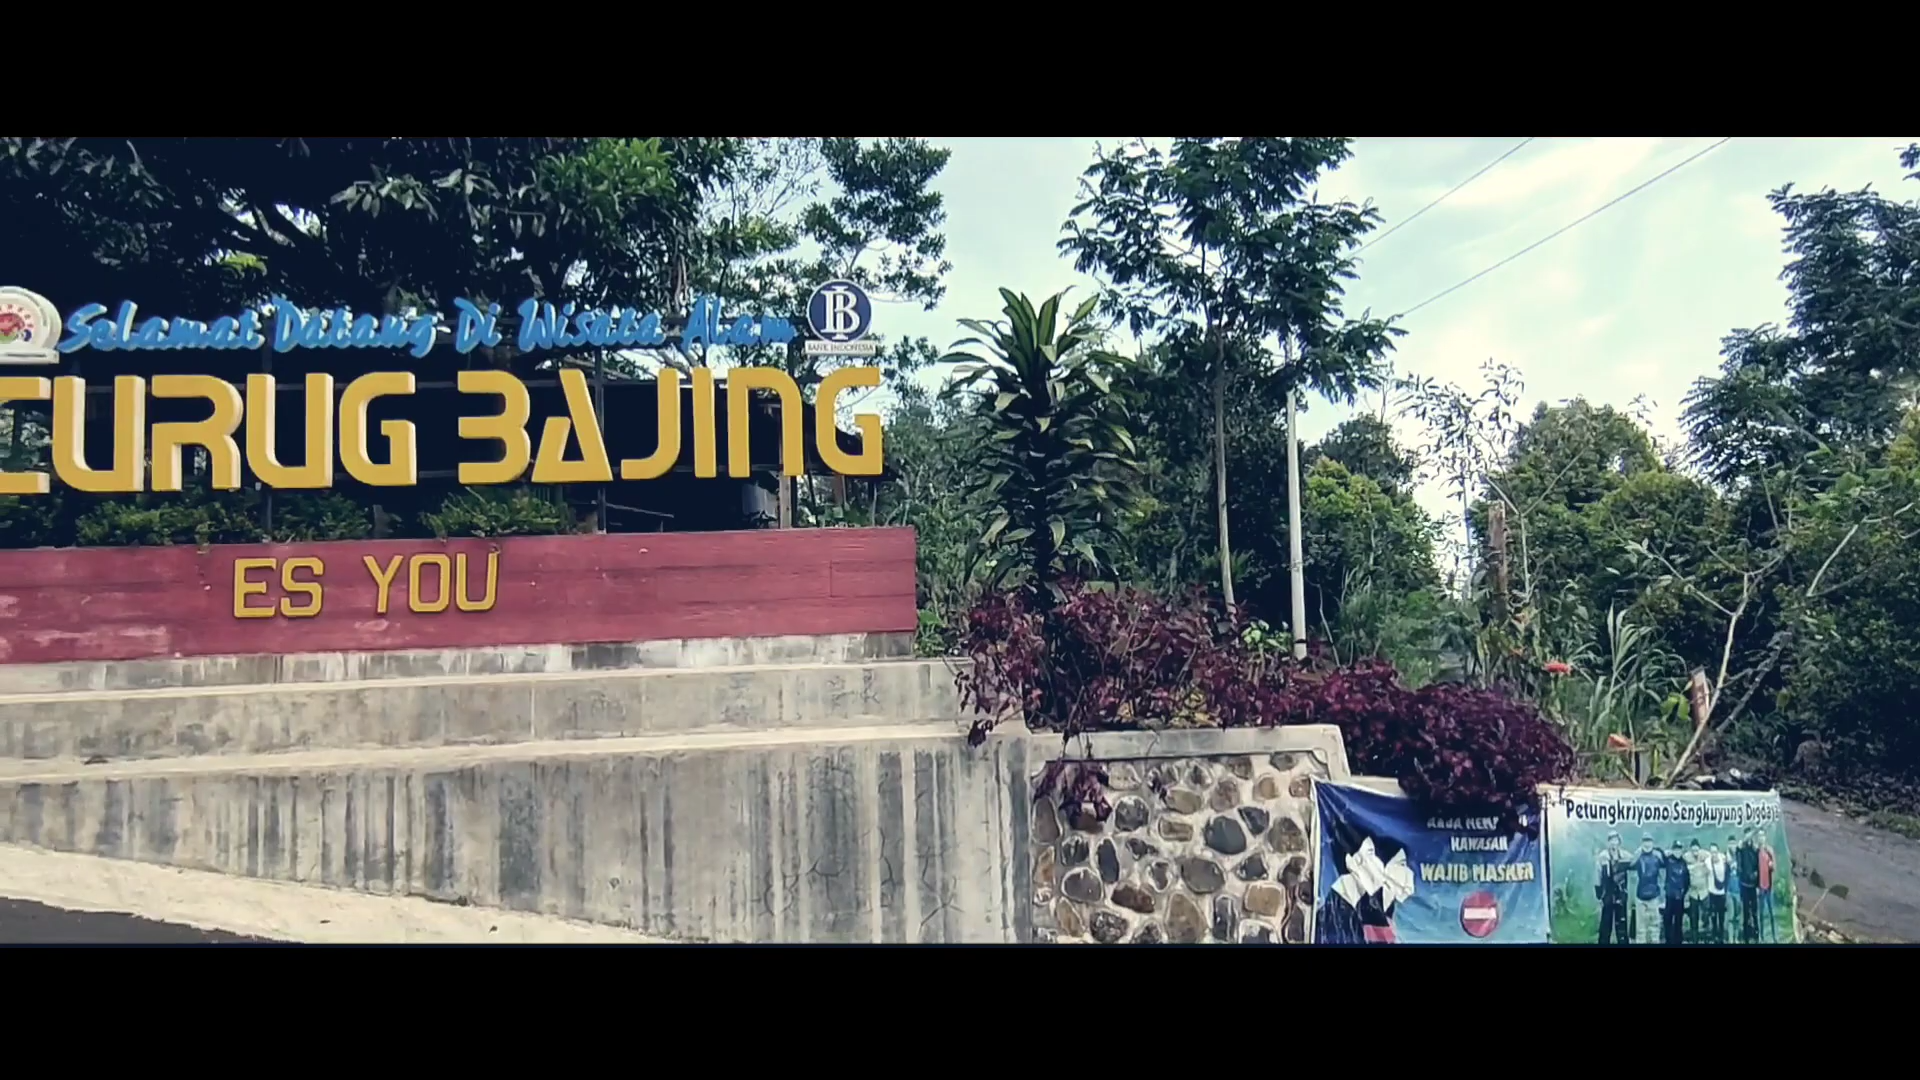 Selamat Datang Di Wisata Alam
BANK INDONESIA
CURUG BAJING
ES YOU
KAWASAN
WAJIB MASKER
"Petungkriyono Sengkuyung Digdaya"